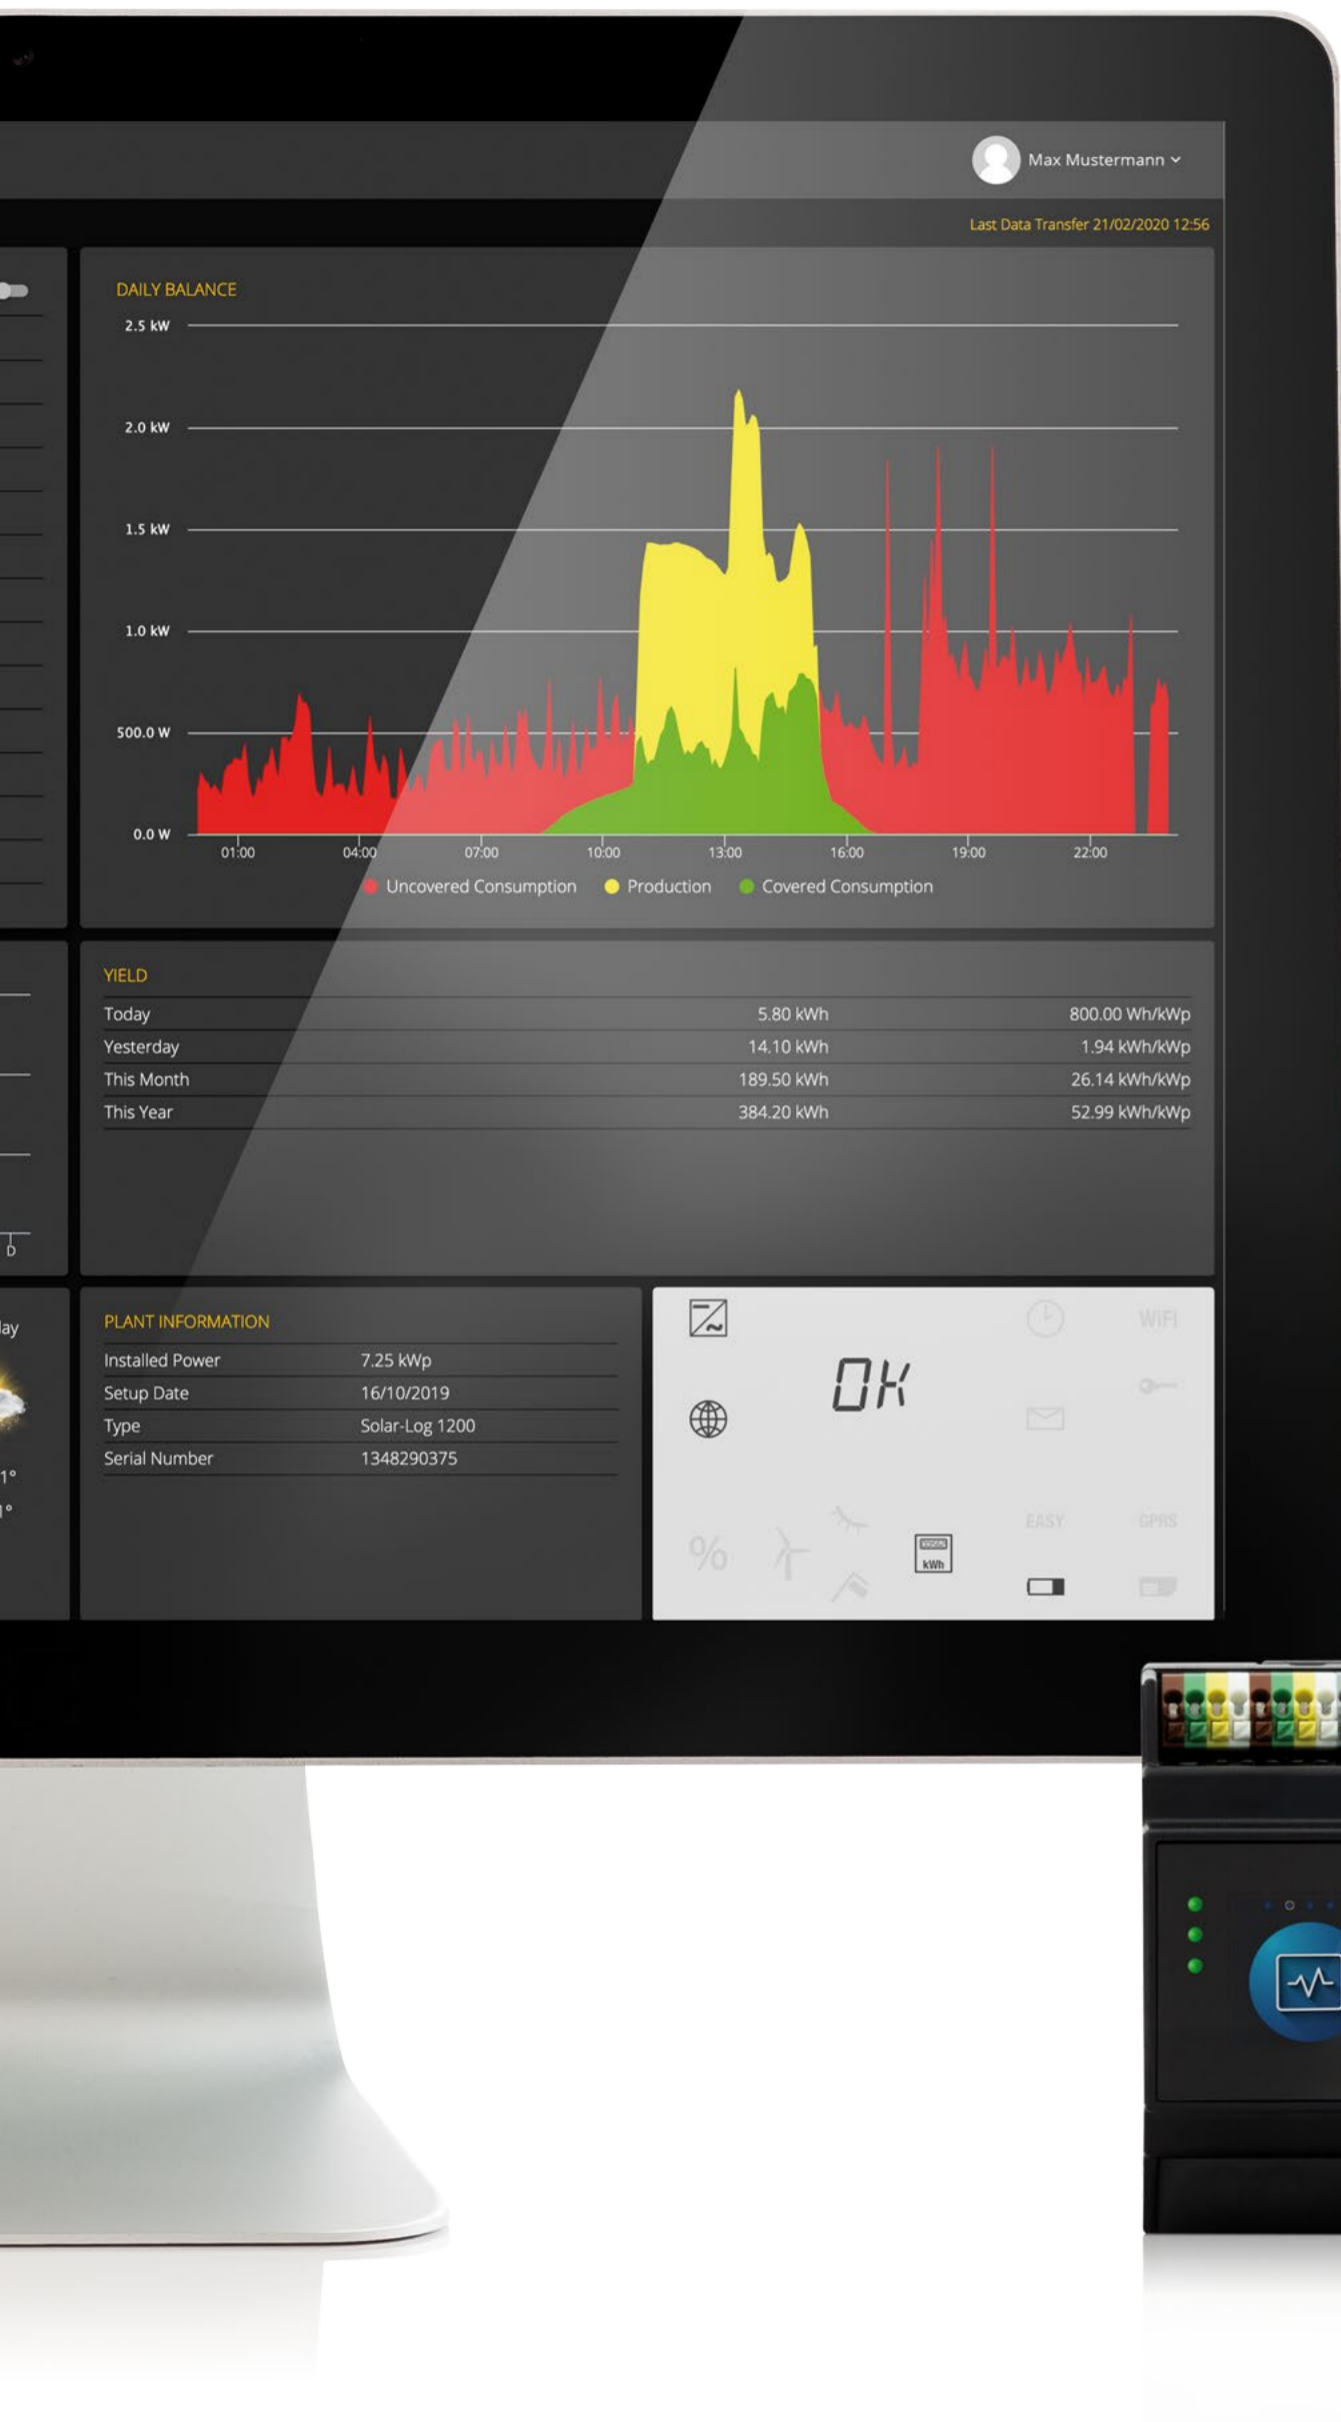 Max Mustermann
Last Data Transfer 21/02/2020 12:56
DAILY BALANCE
2.5 kW
2.0 kW
1.5 kW
1.0 kW
500.0 W
0.0 W
01:00 04:00 07:00 10:00 13:00 16:00 19:00 22:00
Uncovered Consumption Production Covered Consumption
YIELD
Today 5.80 kWh 800.00 Wh/kWp
Yesterday 14.10 kWh 1.94 kWh/kWp
This Month 189.50 kWh 26.14 kWh/kWp
This Year 384.20 kWh 52.99 kWh/kWp
D
lay
1°
1°
PLANT INFORMATION
Installed Power 7.25 kWp
Setup Date 16/10/2019
Type Solar-Log 1200
Serial Number 1348290375
WiFi
OK
EASY GPRS
%
kWh